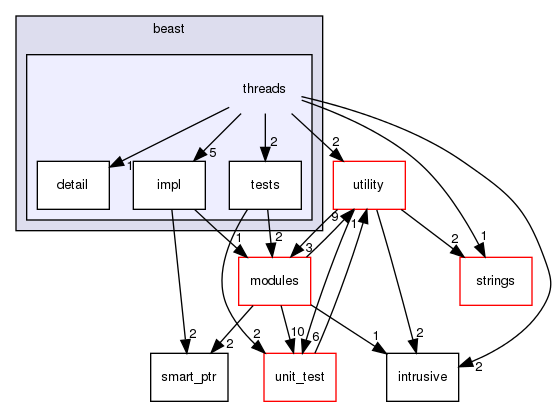 beast
threads
2
1
5
2
detail
impl
tests
utility
9
1
1
2
3
1
2
modules
strings
2
2
10
6
1
2
2
smart_ptr
unit_test
intrusive
2